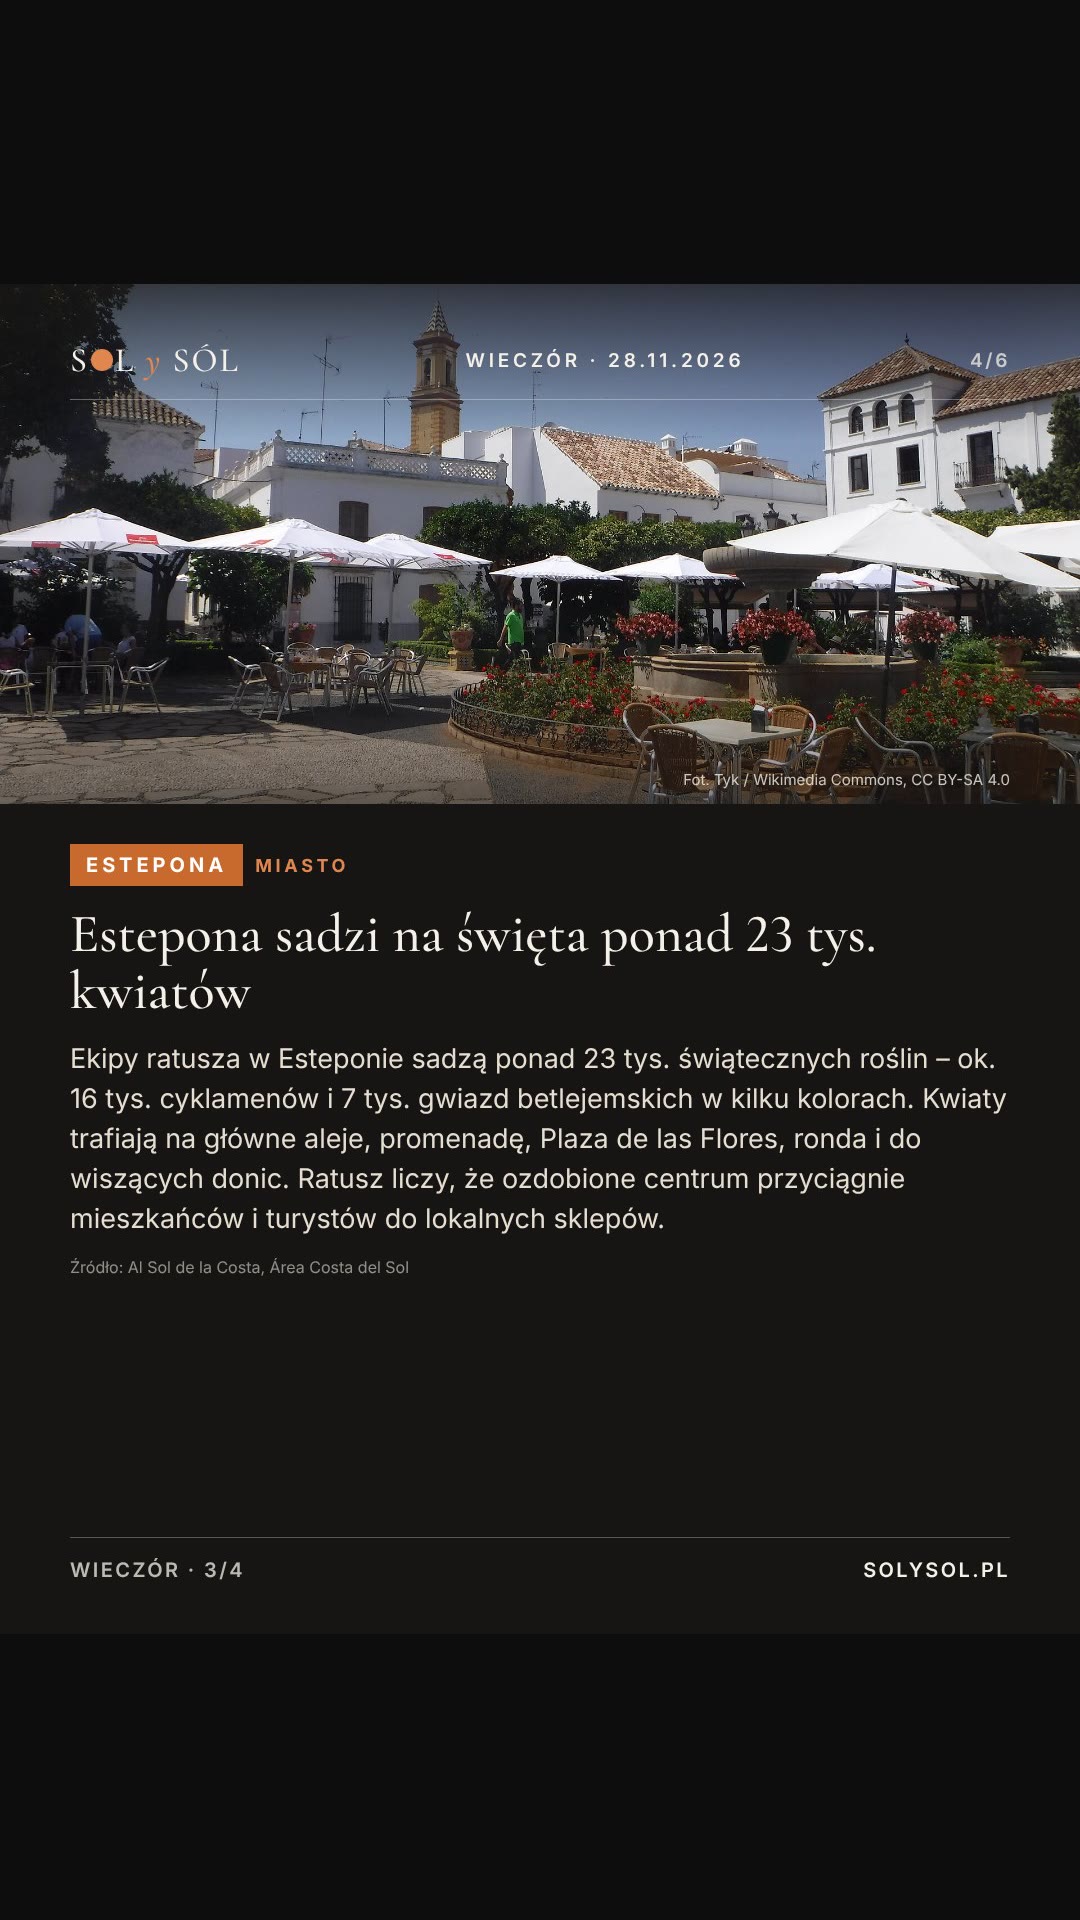 SOL y SÓL
WIECZÓR · 28.11.2026
4/6
Fot. Tyk / Wikimedia Commons, CC BY-SA 4.0
ESTEPONA
MIASTO
Estepona sadzi na święta ponad 23 tys.
kwiatów
Ekipy ratusza w Esteponie sadzą ponad 23 tys. świątecznych roślin – ok.
16 tys. cyklamenów i 7 tys. gwiazd betlejemskich w kilku kolorach. Kwiaty
trafiają na główne aleje, promenadę, Plaza de las Flores, ronda i do
wiszących donic. Ratusz liczy, że ozdobione centrum przyciągnie
mieszkańców i turystów do lokalnych sklepów.
Źródło: Al Sol de la Costa, Área Costa del Sol
WIECZÓR · 3/4
SOLYSOL.PL